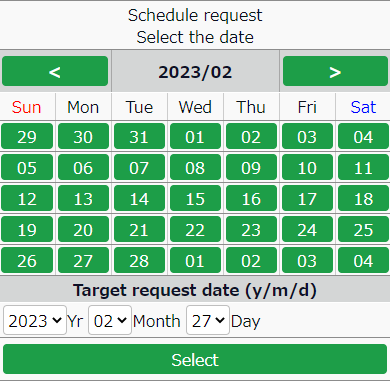 Schedule request
Select the date
< 2023/02 >
Sun Mon Tue Wed Thu Fri Sat
29 30 31 01 02 03 04
05 06 07 08 09 10 11
12 13 14 15 16 17 18
19 20 21 22 23 24 25
26 27 28 01 02 03 04
Target request date (y/m/d)
2023 Yr 02 Month 27 Day
Select